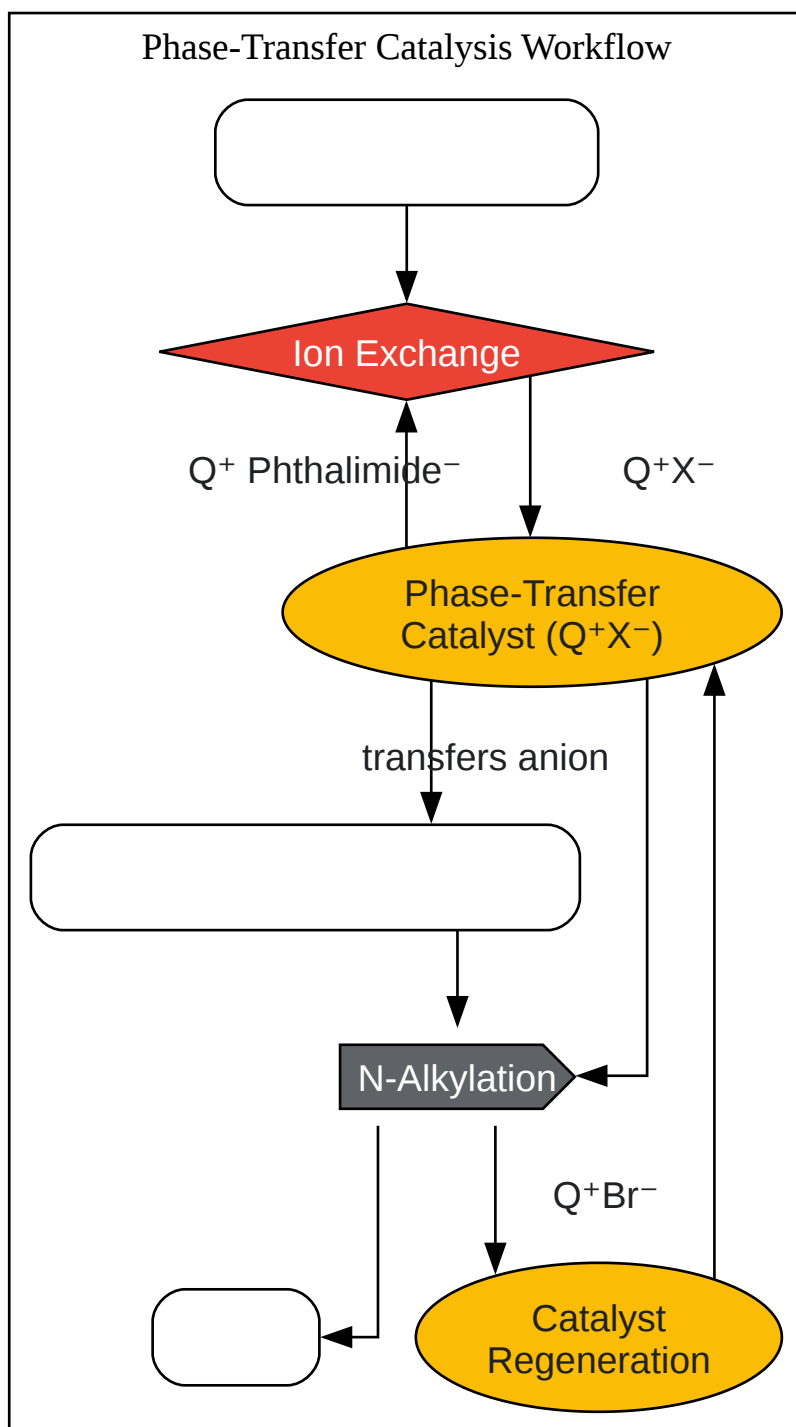 Phase-Transfer Catalysis Workflow
Ion Exchange
Q⁺ Phthalimide⁻
Q⁺X⁻
Phase-Transfer
Catalyst (Q⁺X⁻)
transfers anion
N-Alkylation
Q⁺Br⁻
Catalyst
Regeneration